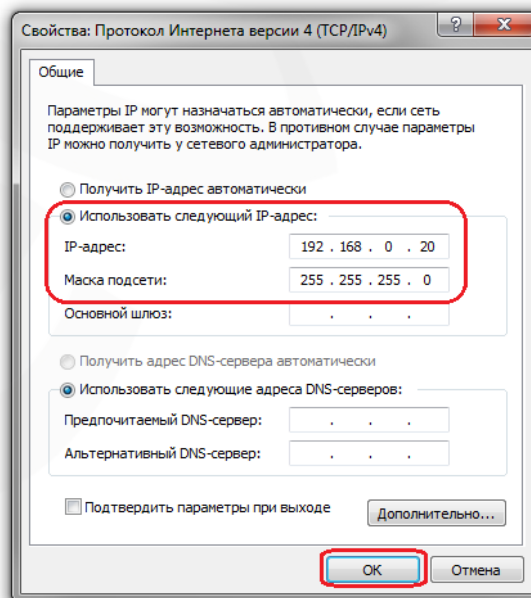 Свойства: Протокол Интернета версии 4 (TCP/IPv4)
Общие
Параметры IP могут назначаться автоматически, если сеть
поддерживает эту возможность. В противном случае параметры
IP можно получить у сетевого администратора.
Получить IP-адрес автоматически
Использовать следующий IP-адрес:
IP-адрес: 192 . 168 . 0 . 20
Маска подсети: 255 . 255 . 255 . 0
Основной шлюз: . . .
Получить адрес DNS-сервера автоматически
Использовать следующие адреса DNS-серверов:
Предпочитаемый DNS-сервер: . . .
Альтернативный DNS-сервер: . . .
Подтвердить параметры при выходе
Дополнительно...
ОК Отмена